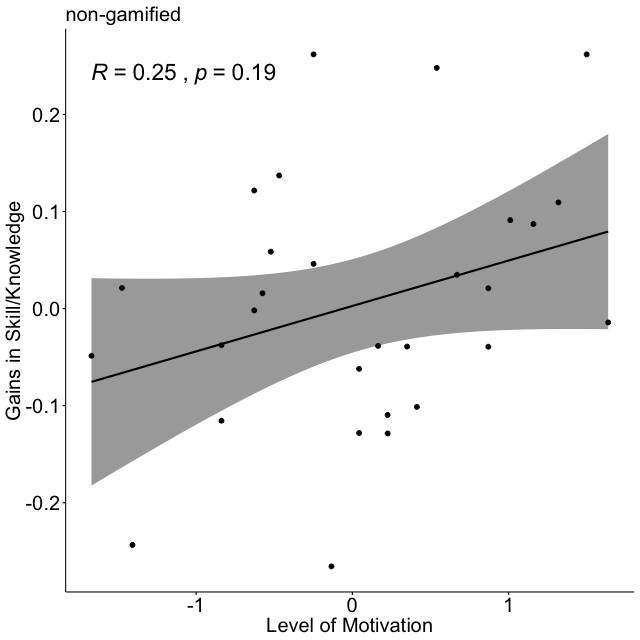 non-gamified
R = 0.25 , p = 0.19
Gains in Skill/Knowledge
0.2
0.1
0.0
-0.1
-0.2
-1 0 1
Level of Motivation